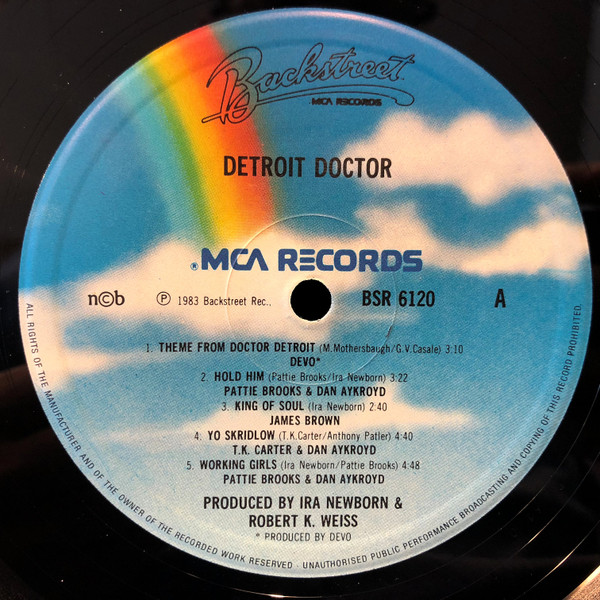 Backstreet
MCA RECORDS
DETROIT DOCTOR
®MCA RECORDS
n©b ℗ 1983 Backstreet Rec.. BSR 6120 A
1. THEME FROM DOCTOR DETROIT (M.Mothersbaugh/G.V.Casale) 3:10
DEVO*
2. HOLD HIM (Pattie Brooks/Ira Newborn) 3:22
PATTIE BROOKS & DAN AYKROYD
3. KING OF SOUL (Ira Newborn) 2:40
JAMES BROWN
4. YO SKRIDLOW (T.K.Carter/Anthony Patler) 4:40
T.K. CARTER & DAN AYKROYD
5. WORKING GIRLS (Ira Newborn/Pattie Brooks) 4:48
PATTIE BROOKS & DAN AYKROYD
PRODUCED BY IRA NEWBORN &
ROBERT K. WEISS
* PRODUCED BY DEVO
ALL RIGHTS OF THE MANUFACTURER AND OF THE OWNER OF THE RECORDED WORK RESERVED - UNAUTHORISED PUBLIC PERFORMANCE BROADCASTING AND COPYING OF THIS RECORD PROHIBITED.